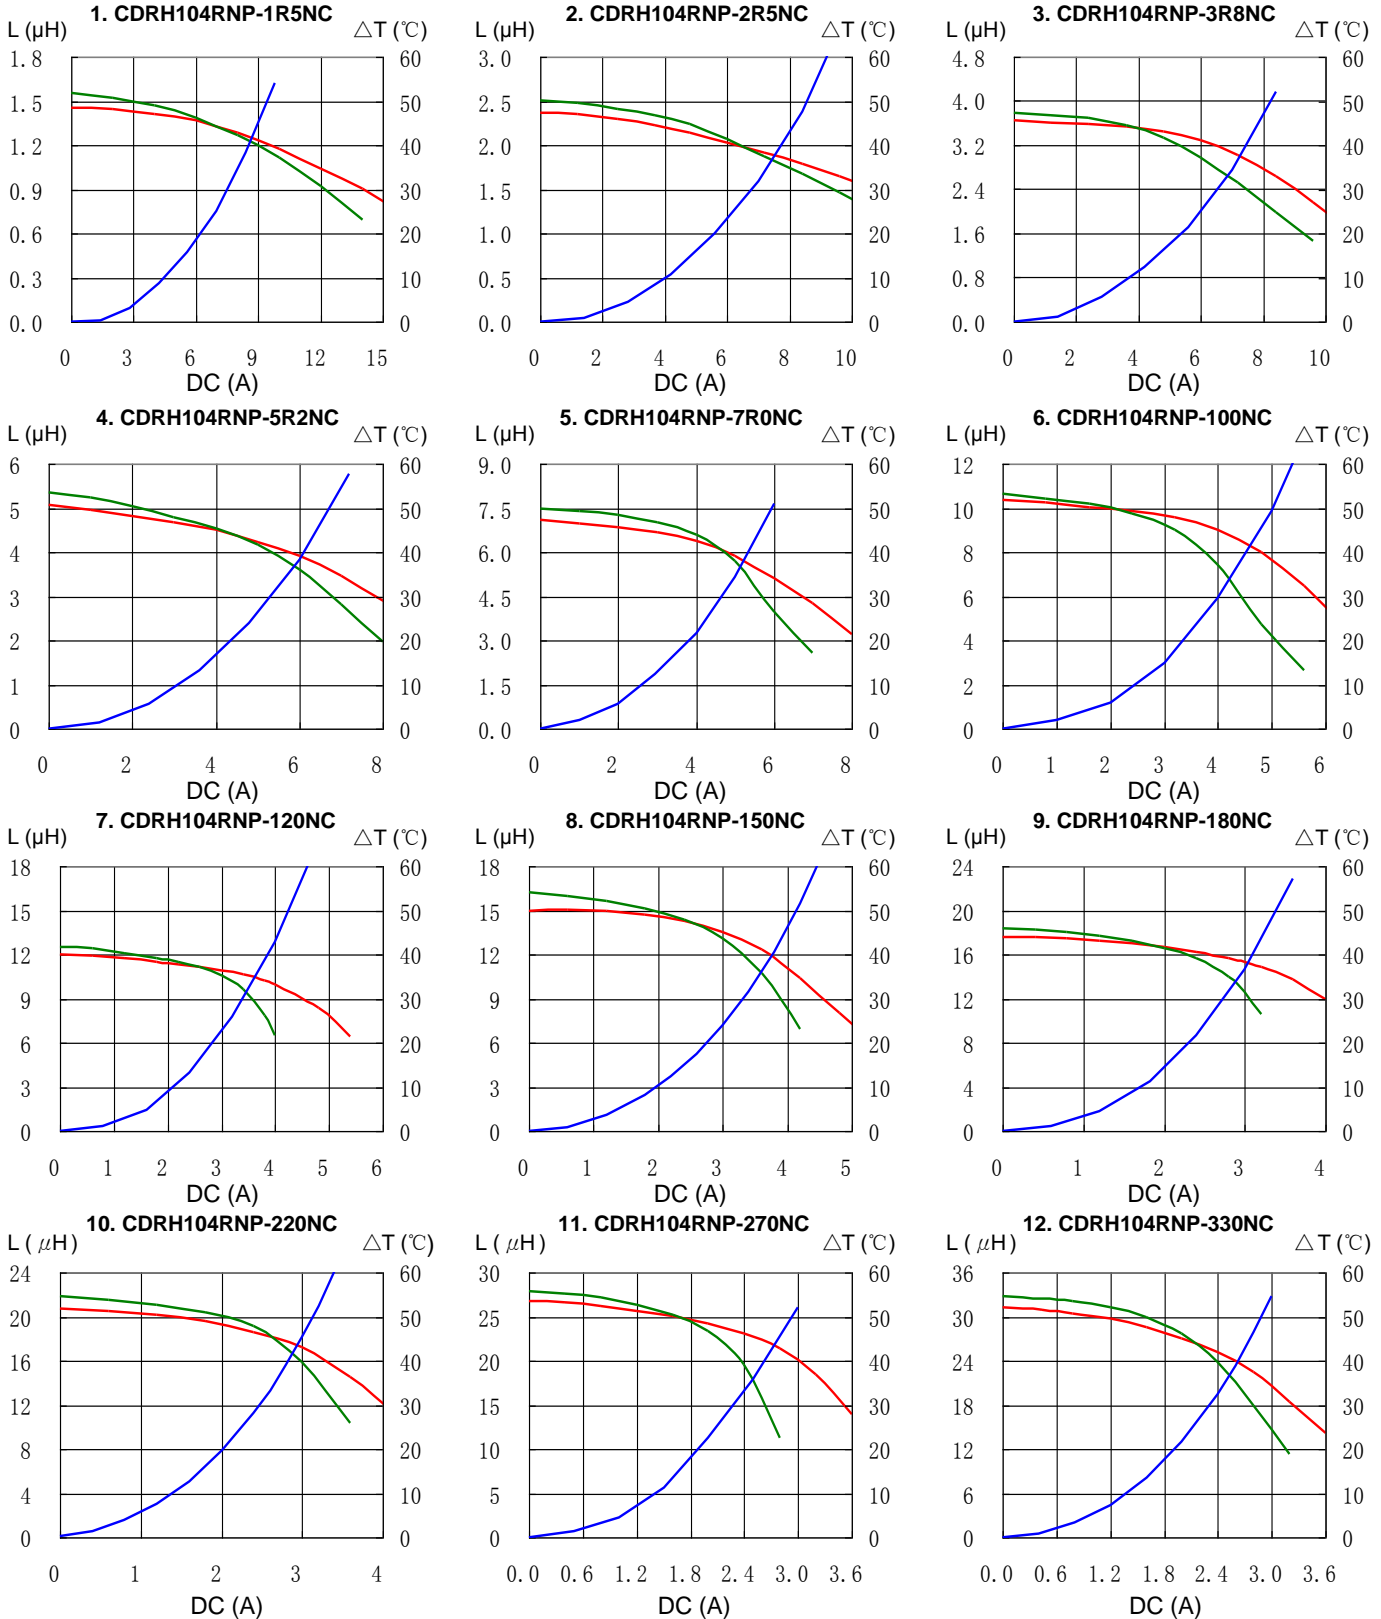 1. CDRH104RNP-1R5NC
L (µH) △T (℃)
1.8 60
1.5 50
1.2 40
0.9 30
0.6 20
0.3 10
0.0 0
0 3 6 9 12 15
DC (A)
2. CDRH104RNP-2R5NC
L (µH) △T (℃)
3.0 60
2.5 50
2.0 40
1.5 30
1.0 20
0.5 10
0.0 0
0 2 4 6 8 10
DC (A)
3. CDRH104RNP-3R8NC
L (µH) △T (℃)
4.8 60
4.0 50
3.2 40
2.4 30
1.6 20
0.8 10
0.0 0
0 2 4 6 8 10
DC (A)
4. CDRH104RNP-5R2NC
L (µH) △T (℃)
6 60
5 50
4 40
3 30
2 20
1 10
0 0
0 2 4 6 8
DC (A)
5. CDRH104RNP-7R0NC
L (µH) △T (℃)
9.0 60
7.5 50
6.0 40
4.5 30
3.0 20
1.5 10
0.0 0
0 2 4 6 8
DC (A)
6. CDRH104RNP-100NC
L (µH) △T (℃)
12 60
10 50
8 40
6 30
4 20
2 10
0 0
0 1 2 3 4 5 6
DC (A)
7. CDRH104RNP-120NC
L (µH) △T (℃)
18 60
15 50
12 40
9 30
6 20
3 10
0 0
0 1 2 3 4 5 6
DC (A)
8. CDRH104RNP-150NC
L (µH) △T (℃)
18 60
15 50
12 40
9 30
6 20
3 10
0 0
0 1 2 3 4 5
DC (A)
9. CDRH104RNP-180NC
L (µH) △T (℃)
24 60
20 50
16 40
12 30
8 20
4 10
0 0
0 1 2 3 4
DC (A)
10. CDRH104RNP-220NC
L ( µH) △T (℃)
24 60
20 50
16 40
12 30
8 20
4 10
0 0
0 1 2 3 4
DC (A)
11. CDRH104RNP-270NC
L ( µH) △T (℃)
30 60
25 50
20 40
15 30
10 20
5 10
0 0
0.0 0.6 1.2 1.8 2.4 3.0 3.6
DC (A)
12. CDRH104RNP-330NC
L ( µH) △T (℃)
36 60
30 50
24 40
18 30
12 20
6 10
0 0
0.0 0.6 1.2 1.8 2.4 3.0 3.6
DC (A)